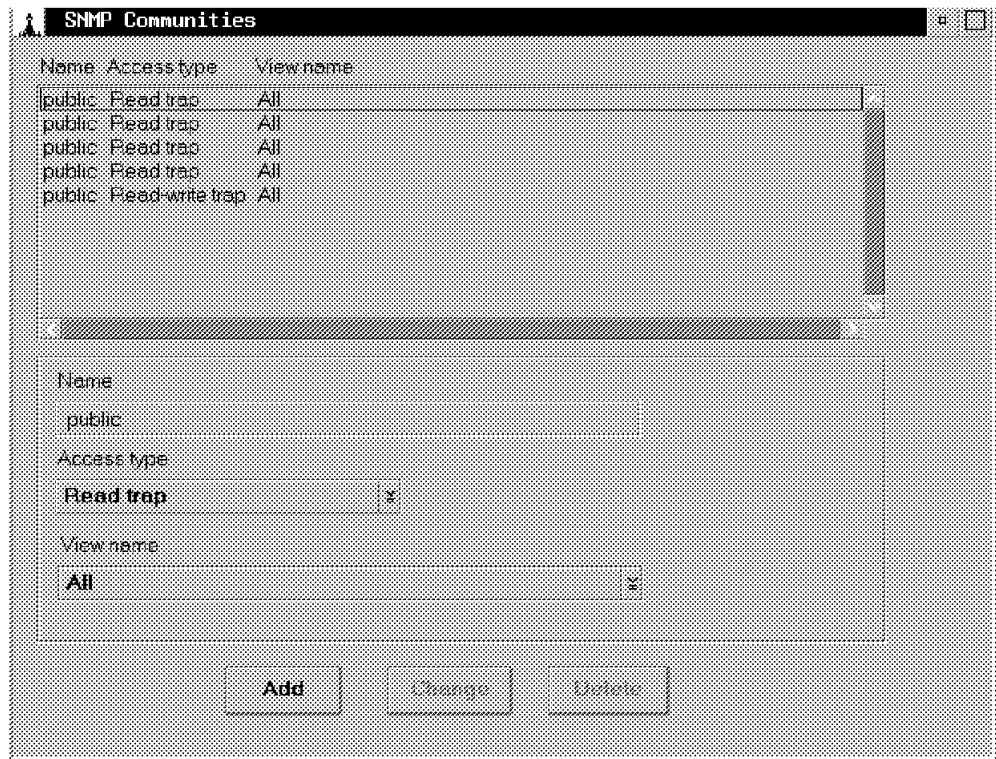 SNMP Communities
Name Access type View name
public Read trap All
public Read trap All
public Read trap All
public Read trap All
public Read-write trap All
Name
public
Access type
Read trap
View name
All
Add Change Delete